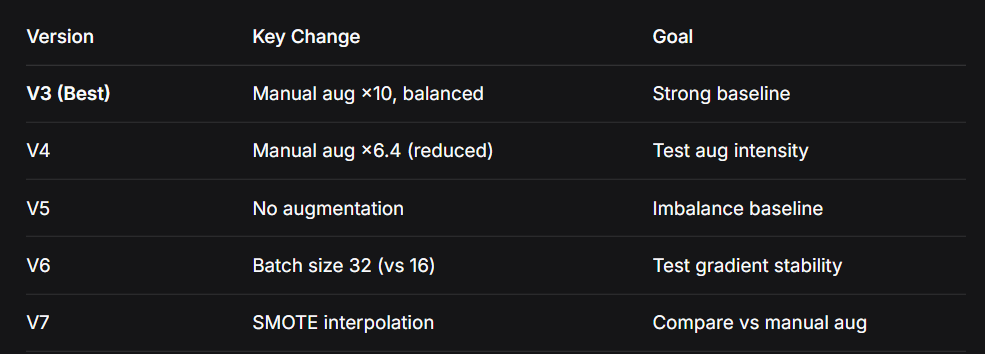 Version Key Change Goal
V3 (Best) Manual aug ×10, balanced Strong baseline
V4 Manual aug ×6.4 (reduced) Test aug intensity
V5 No augmentation Imbalance baseline
V6 Batch size 32 (vs 16) Test gradient stability
V7 SMOTE interpolation Compare vs manual aug